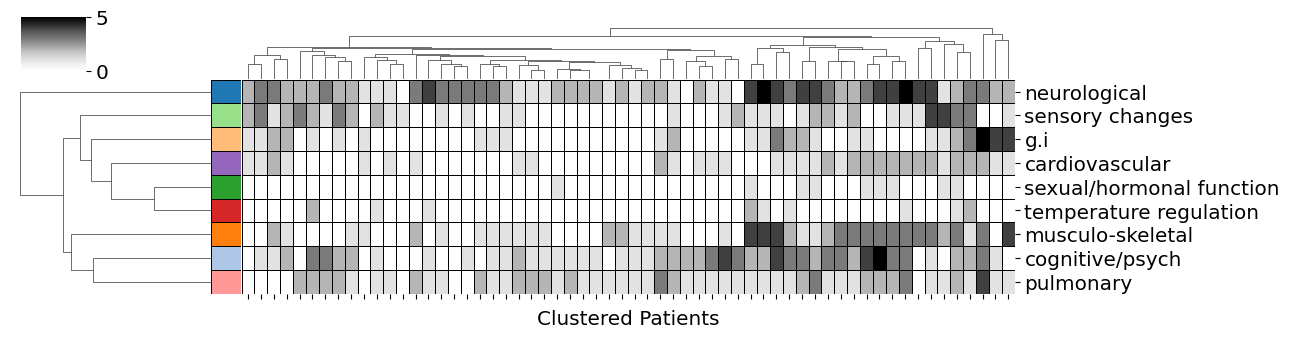 5
0
neurological
sensory changes
g.i
cardiovascular
sexual/hormonal function
temperature regulation
musculo-skeletal
cognitive/psych
pulmonary
Clustered Patients